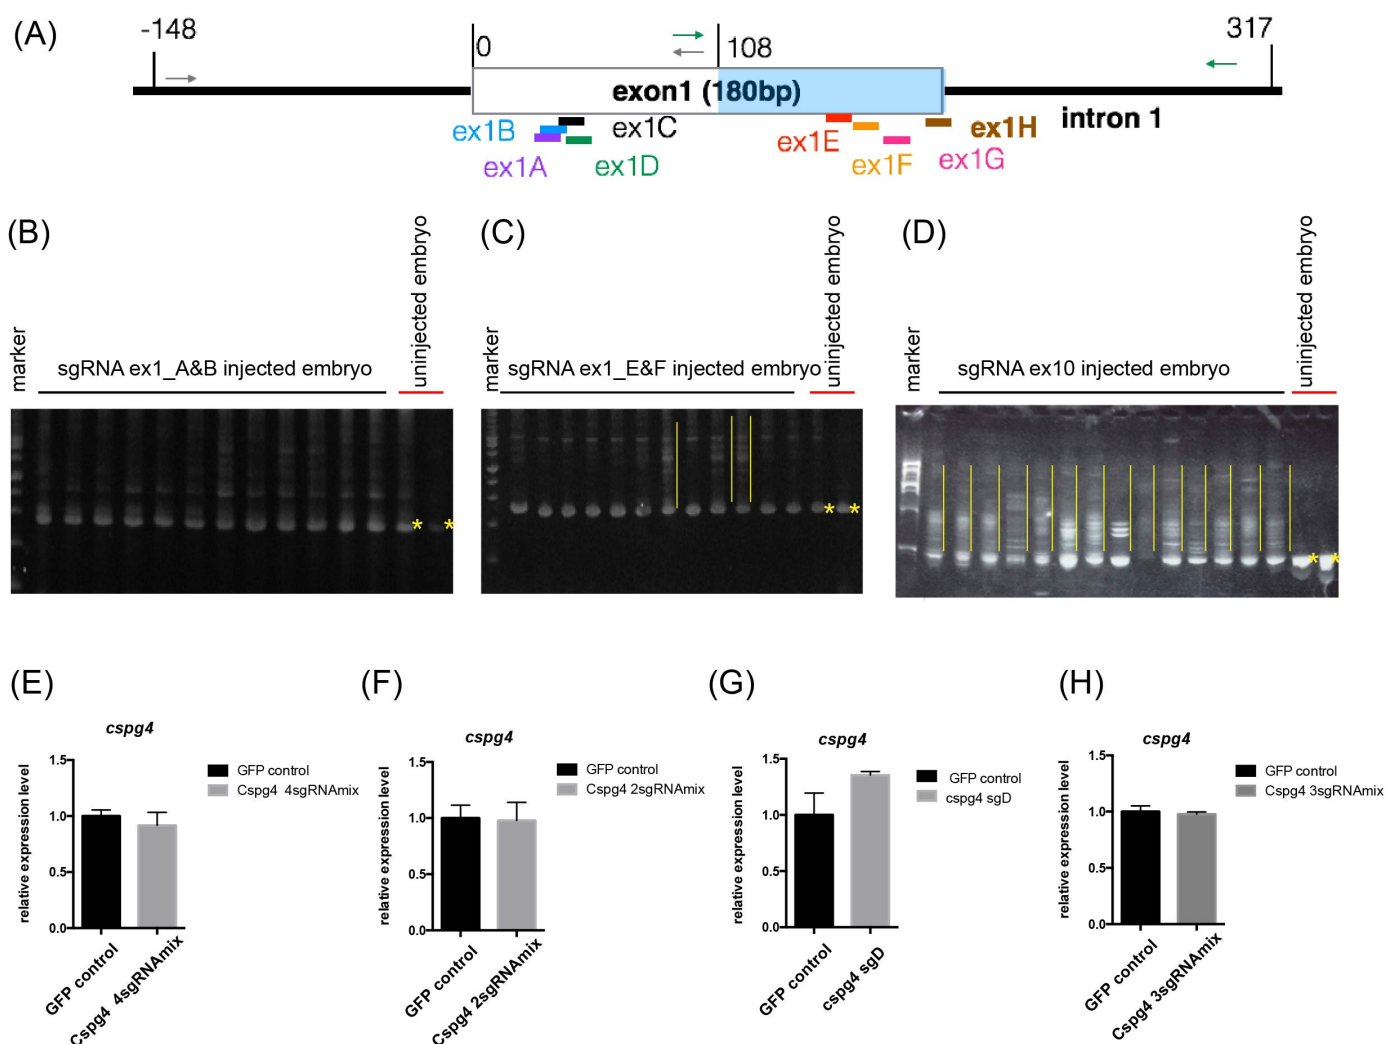 (A)
-148
0
108
317
exon1 (180bp)
intron 1
ex1B
ex1C
ex1E
ex1H
ex1A
ex1D
ex1F
ex1G
(B)
marker
sgRNA ex1_A&B injected embryo
uninjected embryo
(C)
marker
sgRNA ex1_E&F injected embryo
uninjected embryo
(D)
marker
sgRNA ex10 injected embryo
uninjected embryo
* *
* *
* *
(E)
cspg4
relative expression level
1.5
1.0
0.5
0.0
GFP control
Cspg4 4sgRNAmix
GFP control
Cspg4 4sgRNAmix
(F)
cspg4
relative expression level
1.5
1.0
0.5
0.0
GFP control
Cspg4 2sgRNAmix
GFP control
Cspg4 2sgRNAmix
(G)
cspg4
relative expression level
1.5
1.0
0.5
0.0
GFP control
cspg4 sgD
GFP control
cspg4 sgD
(H)
cspg4
relative expression level
1.5
1.0
0.5
0.0
GFP control
Cspg4 3sgRNAmix
GFP control
Cspg4 3sgRNAmix